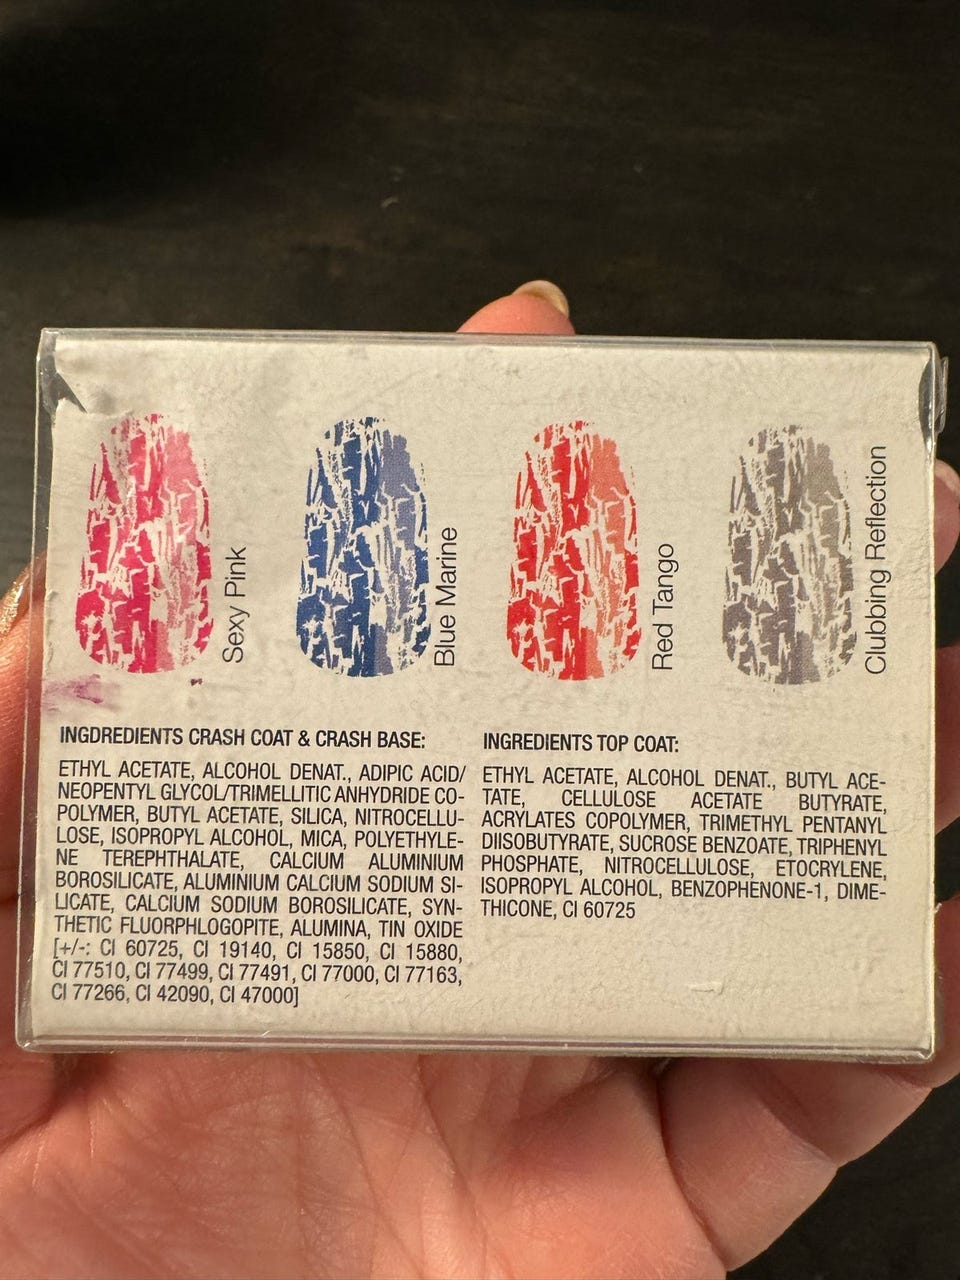 Sexy Pink
Blue Marine
Red Tango
Clubbing Reflection
INGDREDIENTS CRASH COAT & CRASH BASE:
ETHYL ACETATE, ALCOHOL DENAT., ADIPIC ACID/
NEOPENTYL GLYCOL/TRIMELLITIC ANHYDRIDE CO-
POLYMER, BUTYL ACETATE, SILICA, NITROCELLU-
LOSE, ISOPROPYL ALCOHOL, MICA, POLYETHYLE-
NE TEREPHTHALATE, CALCIUM ALUMINIUM
BOROSILICATE, ALUMINIUM CALCIUM SODIUM SI-
LICATE, CALCIUM SODIUM BOROSILICATE, SYN-
THETIC FLUORPHLOGOPITE, ALUMINA, TIN OXIDE
[+/-: CI 60725, CI 19140, CI 15850, CI 15880,
CI 77510, CI 77499, CI 77491, CI 77000, CI 77163,
CI 77266, CI 42090, CI 47000]
INGREDIENTS TOP COAT:
ETHYL ACETATE, ALCOHOL DENAT., BUTYL ACE-
TATE, CELLULOSE ACETATE BUTYRATE,
ACRYLATES COPOLYMER, TRIMETHYL PENTANYL
DIISOBUTYRATE, SUCROSE BENZOATE, TRIPHENYL
PHOSPHATE, NITROCELLULOSE, ETOCRYLENE,
ISOPROPYL ALCOHOL, BENZOPHENONE-1, DIME-
THICONE, CI 60725